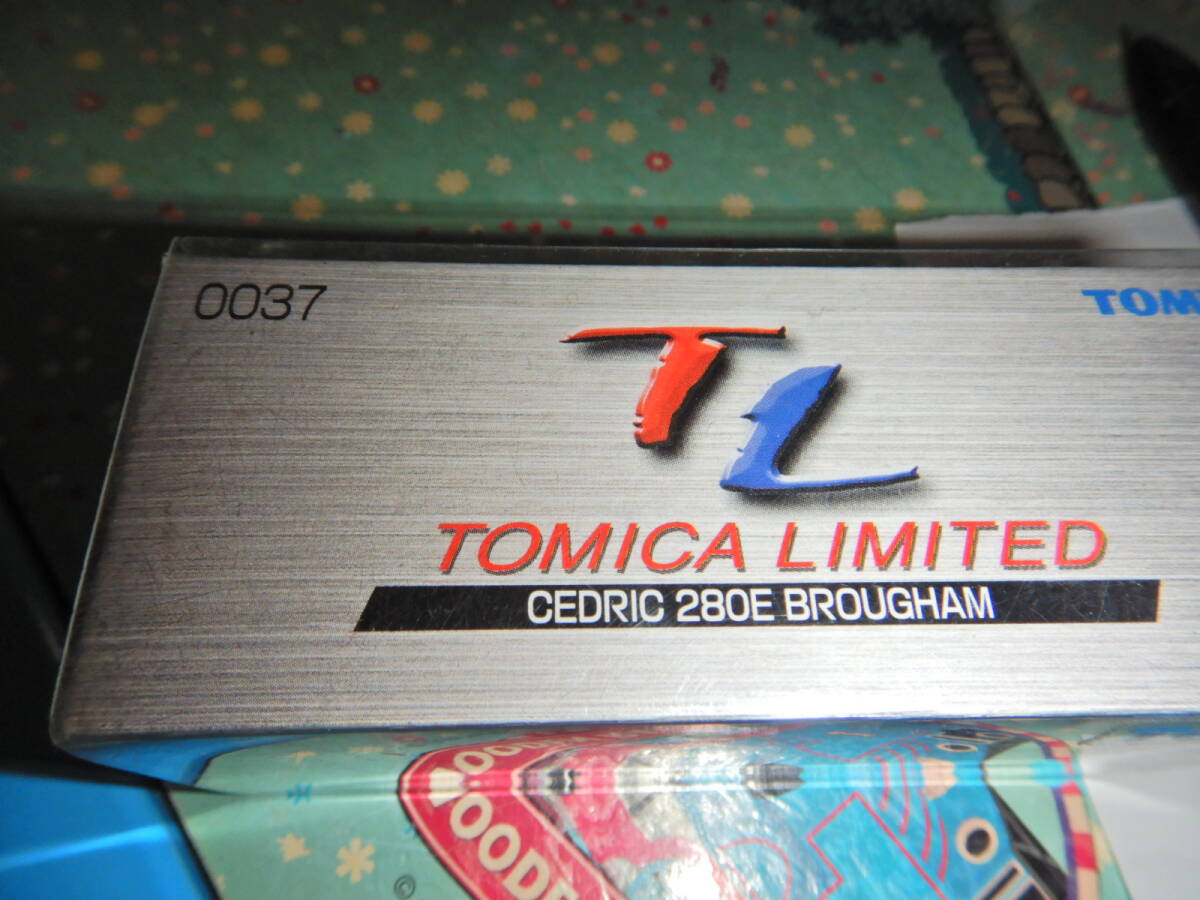 0037
TOM
TL
TOMICA LIMITED
CEDRIC 280E BROUGHAM
©